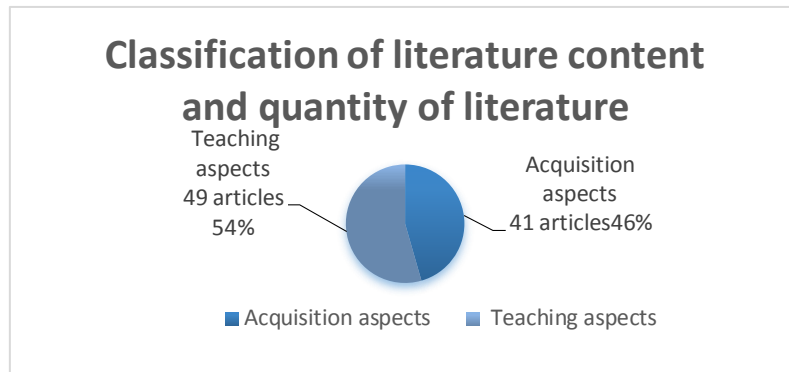 Classification of literature content
and quantity of literature
Teaching
aspects
49 articles
54%
Acquisition
aspects
41 articles46%
Acquisition aspects
Teaching aspects